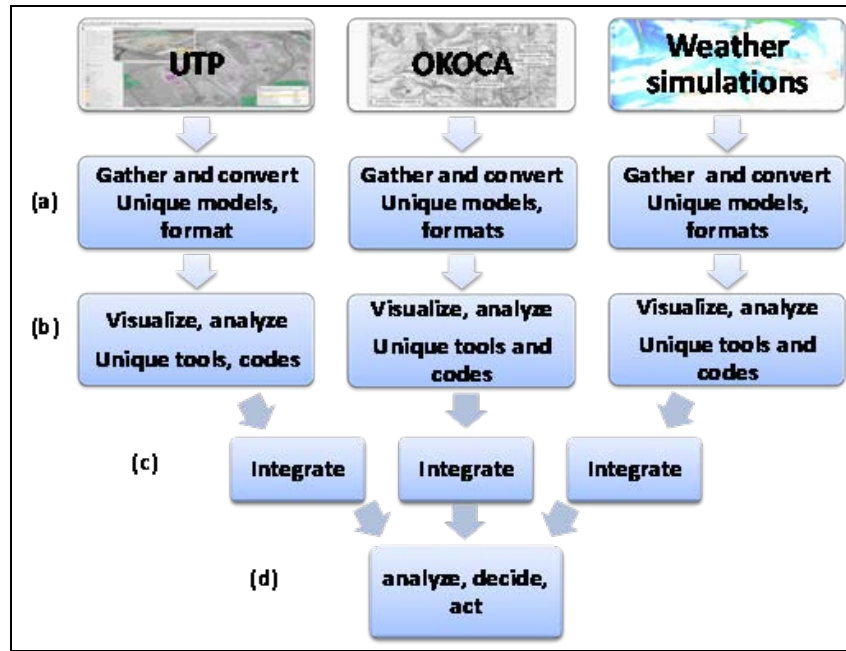 UTP
OKOCA
Weather
simulations
(a)
Gather and convert
Unique models,
format
Gather and convert
Unique models,
formats
Gather and convert
Unique models,
formats
(b)
Visualize, analyze
Unique tools, codes
Visualize, analyze
Unique tools and
codes
Visualize, analyze
Unique tools and
codes
(c)
Integrate
Integrate
Integrate
(d)
analyze, decide,
act